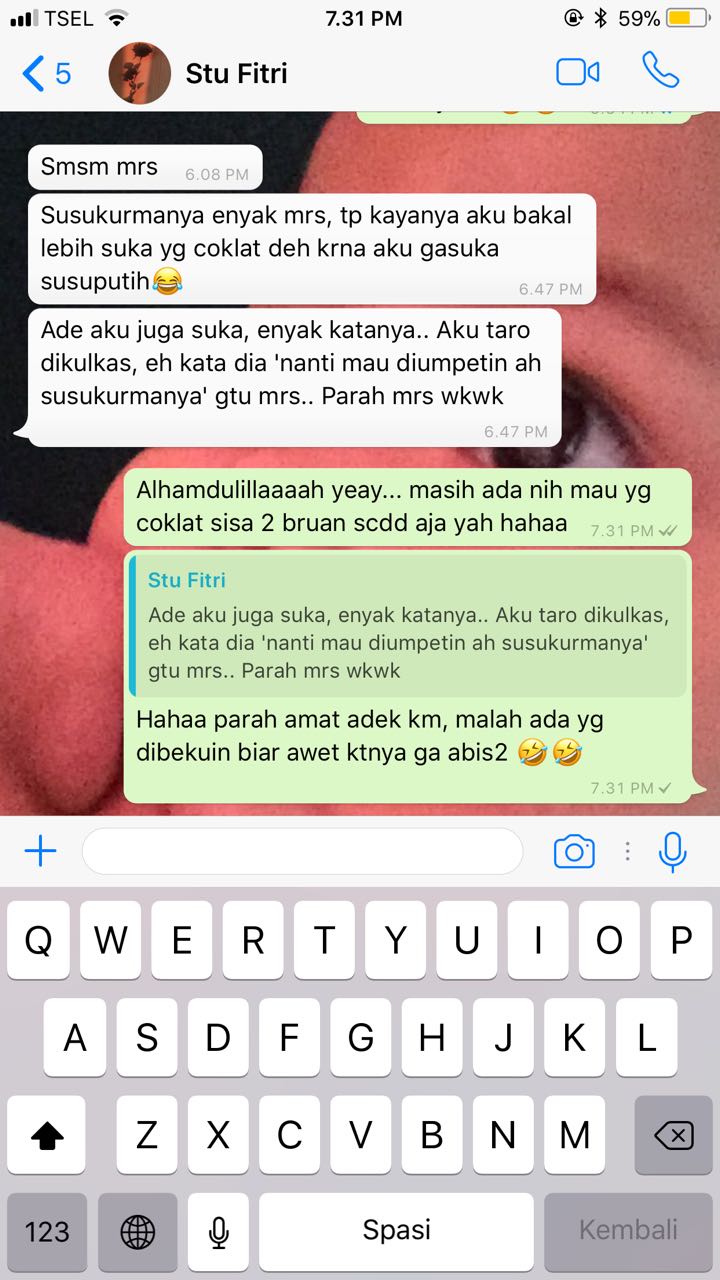 TSEL 7.31 PM 59%
5 Stu Fitri
Smsm mrs 6.08 PM
Susukurmanya enyak mrs, tp kayanya aku bakal
lebih suka yg coklat deh krna aku gasuka
susuputih😂 6.47 PM
Ade aku juga suka, enyak katanya.. Aku taro
dikulkas, eh kata dia 'nanti mau diumpetin ah
susukurmanya' gtu mrs.. Parah mrs wkwk
6.47 PM
Alhamdulillaaaah yeay... masih ada nih mau yg
coklat sisa 2 bruan scdd aja yah hahaa 7.31 PM
Stu Fitri
Ade aku juga suka, enyak katanya.. Aku taro dikulkas,
eh kata dia 'nanti mau diumpetin ah susukurmanya'
gtu mrs.. Parah mrs wkwk
Hahaa parah amat adek km, malah ada yg
dibekuin biar awet ktnya ga abis2 🤣🤣
7.31 PM
Q W E R T Y U I O P
A S D F G H J K L
Z X C V B N M
123 Spasi Kembali